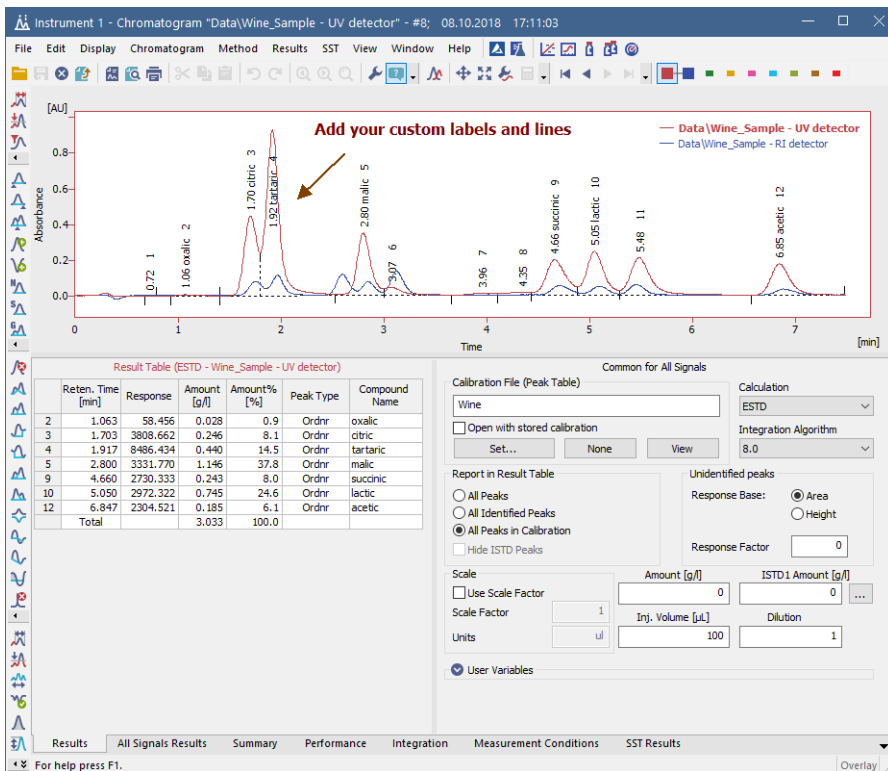 Instrument 1 - Chromatogram "Data\Wine_Sample - UV detector" - #8; 08.10.2018 17:11:03
File Edit Display Chromatogram Method Results SST View Window Help
[AU]
Add your custom labels and lines
Data\Wine_Sample - UV detector
Data\Wine_Sample - RI detector
Absorbance
0.8
0.6
0.4
0.2
0.0
0.72 1
1.06 oxalic 2
1.70 citric 3
1.92 tartaric 4
2.80 malic 5
3.07 6
3.96 7
4.35 8
4.66 succinic 9
5.05 lactic 10
5.48 11
6.85 acetic 12
0 1 2 3 4 5 6 7
Time
[min]
Result Table (ESTD - Wine_Sample - UV detector)
Reten. Time [min] Response Amount [g/l] Amount% [%] Peak Type Compound Name
2 1.063 58.456 0.028 0.9 Ordnr oxalic
3 1.703 3808.662 0.246 8.1 Ordnr citric
4 1.917 8486.434 0.440 14.5 Ordnr tartaric
5 2.800 3331.770 1.146 37.8 Ordnr malic
9 4.660 2730.333 0.243 8.0 Ordnr succinic
10 5.050 2972.322 0.745 24.6 Ordnr lactic
12 6.847 2304.521 0.185 6.1 Ordnr acetic
Total 3.033 100.0
Common for All Signals
Calibration File (Peak Table)
Wine
Open with stored calibration
Set... None View
Calculation
ESTD
Integration Algorithm
8.0
Report in Result Table
All Peaks
All Identified Peaks
All Peaks in Calibration
Hide ISTD Peaks
Unidentified peaks
Response Base: Area
Height
Response Factor 0
Scale
Use Scale Factor
Scale Factor 1
Units ul
Amount [g/l]
0
ISTD1 Amount [g/l]
0 ...
Inj. Volume [µL]
100
Dilution
1
User Variables
Results All Signals Results Summary Performance Integration Measurement Conditions SST Results
For help press F1.
Overlay